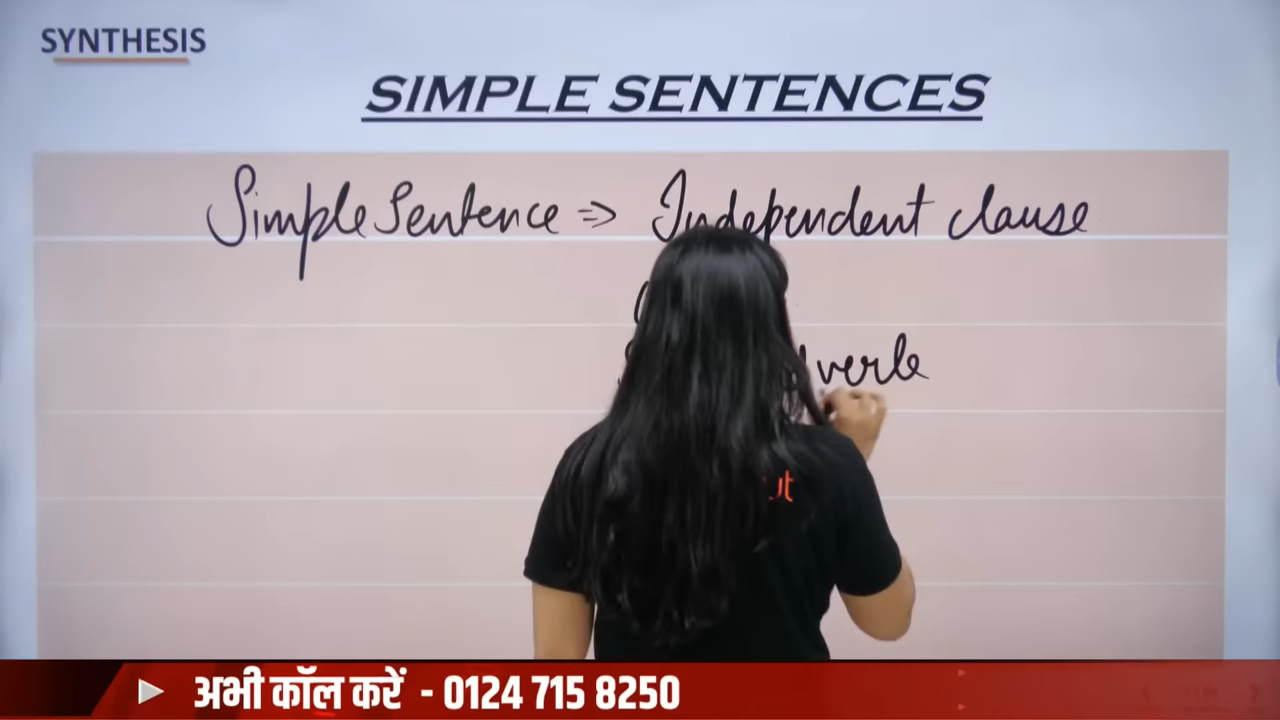 SYNTHESIS
SIMPLE SENTENCES
Simple Sentence ⇒ Independent clause
verb
अभी कॉल करें - 0124 715 8250